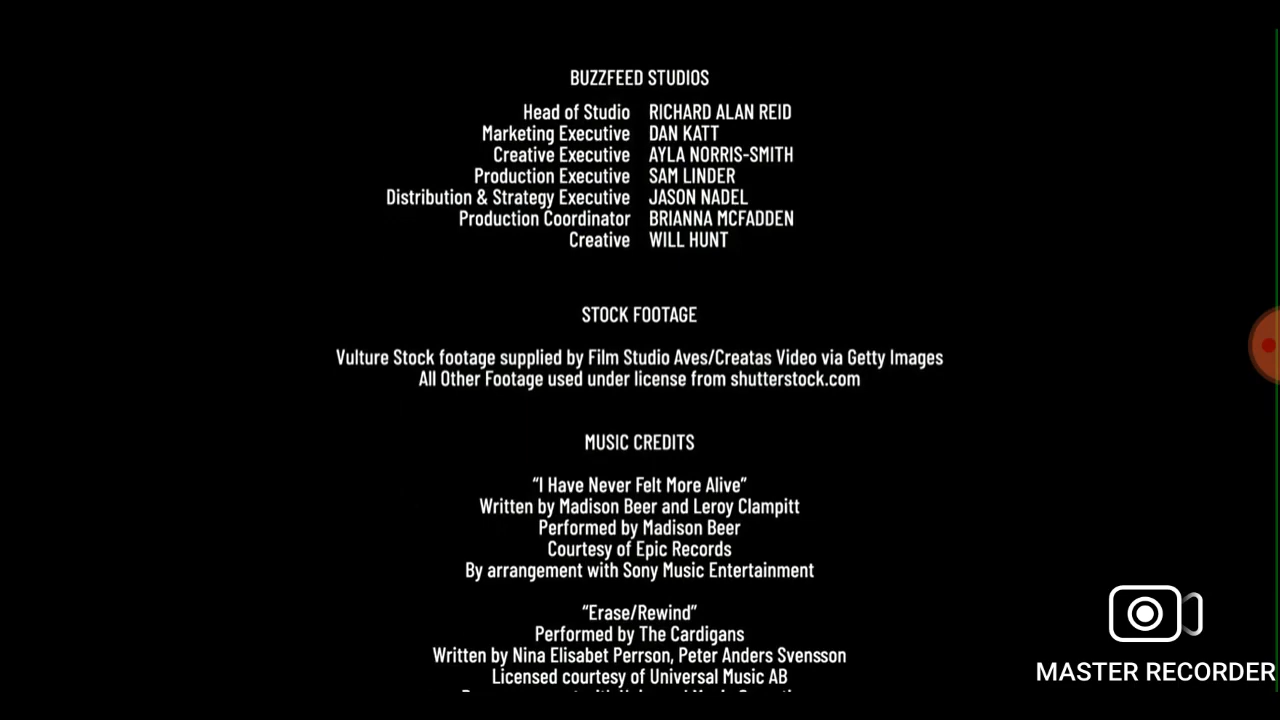 BUZZFEED STUDIOS
Head of Studio RICHARD ALAN REID
Marketing Executive DAN KATT
Creative Executive AYLA NORRIS-SMITH
Production Executive SAM LINDER
Distribution & Strategy Executive JASON NADEL
Production Coordinator BRIANNA MCFADDEN
Creative WILL HUNT
STOCK FOOTAGE
Vulture Stock footage supplied by Film Studio Aves/Creatas Video via Getty Images
All Other Footage used under license from shutterstock.com
MUSIC CREDITS
“I Have Never Felt More Alive”
Written by Madison Beer and Leroy Clampitt
Performed by Madison Beer
Courtesy of Epic Records
By arrangement with Sony Music Entertainment
“Erase/Rewind”
Performed by The Cardigans
Written by Nina Elisabet Perrson, Peter Anders Svensson
Licensed courtesy of Universal Music AB
MASTER RECORDER